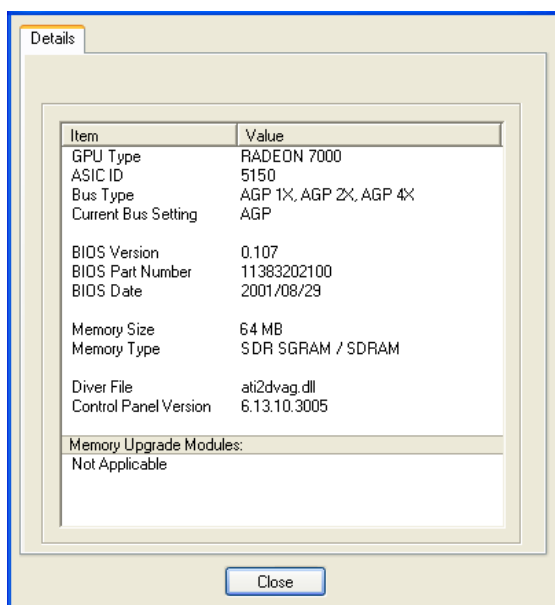 Details
Item Value
GPU Type RADEON 7000
ASIC ID 5150
Bus Type AGP 1X, AGP 2X, AGP 4X
Current Bus Setting AGP
BIOS Version 0.107
BIOS Part Number 11383202100
BIOS Date 2001/08/29
Memory Size 64 MB
Memory Type SDR SGRAM / SDRAM
Diver File ati2dvag.dll
Control Panel Version 6.13.10.3005
Memory Upgrade Modules:
Not Applicable
Close